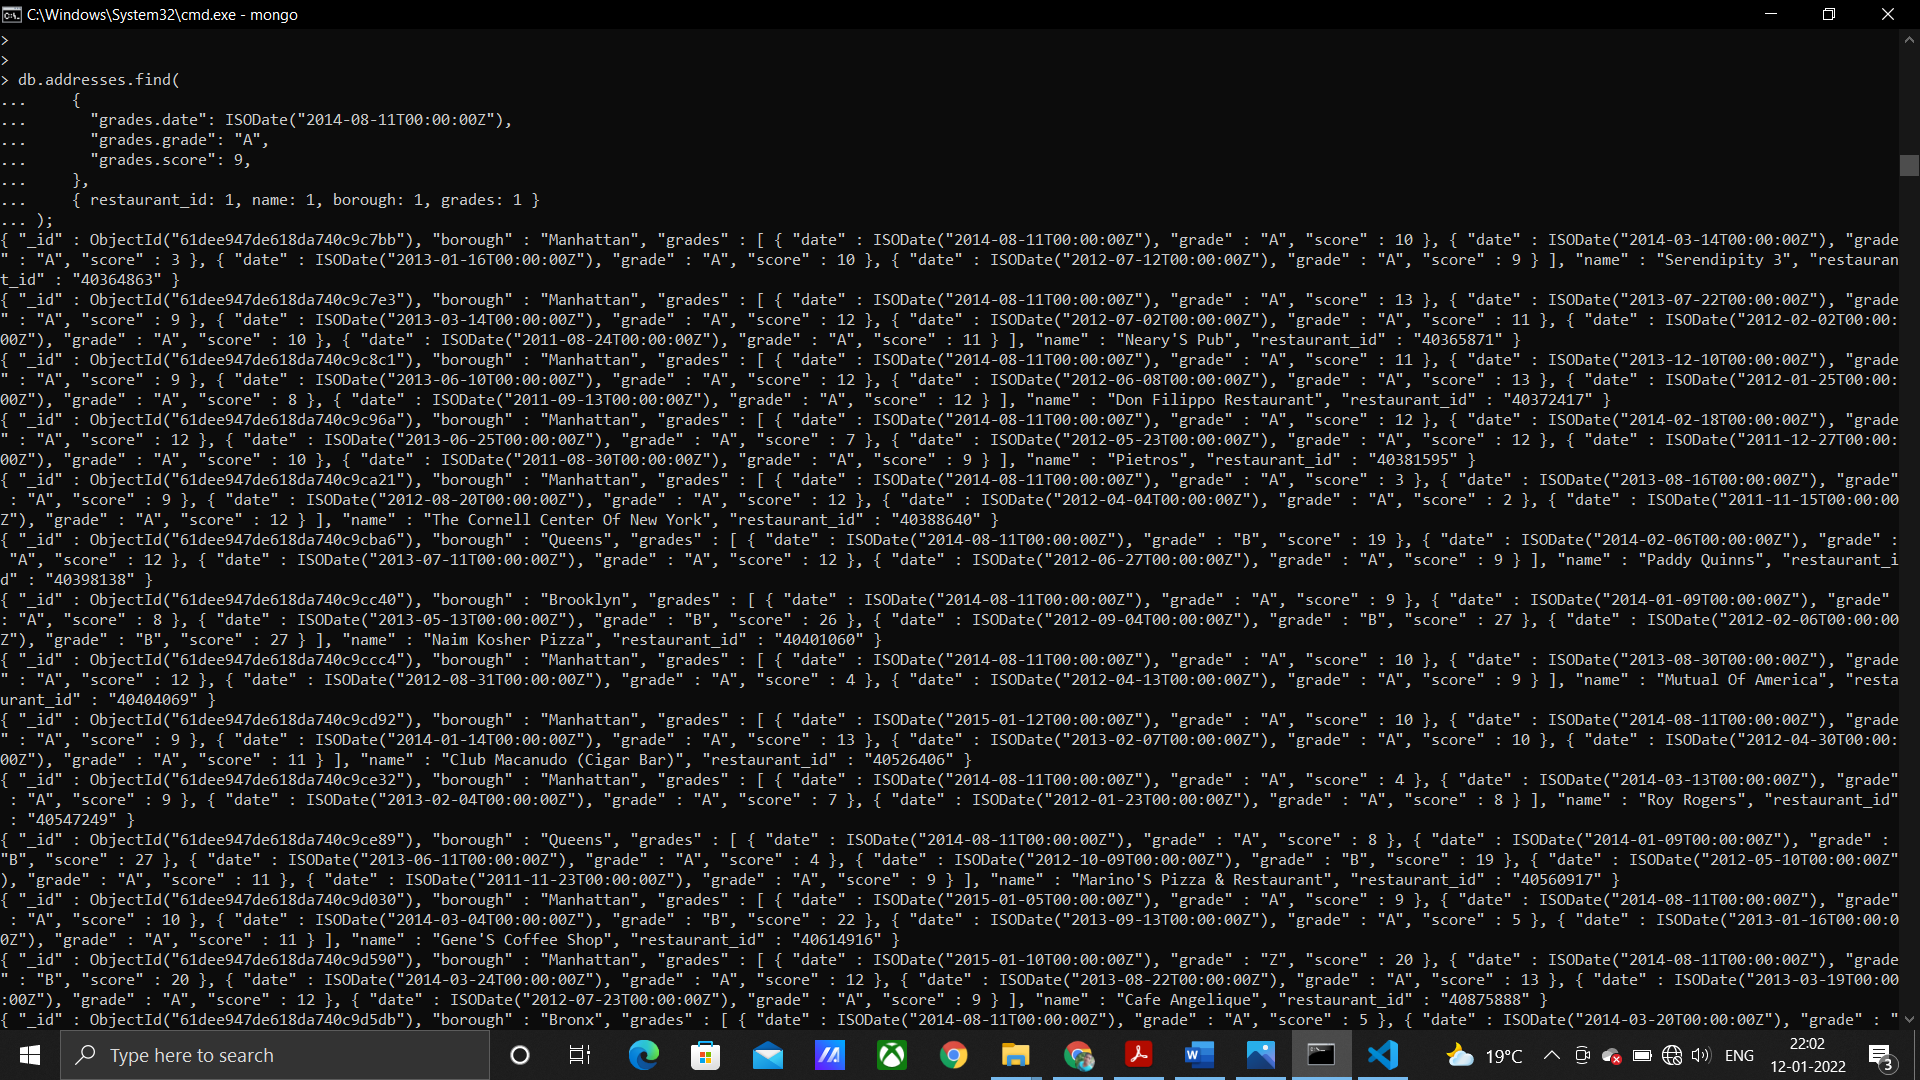 C:\Windows\System32\cmd.exe - mongo
>
>
> db.addresses.find(
...     {
...       "grades.date": ISODate("2014-08-11T00:00:00Z"),
...       "grades.grade": "A",
...       "grades.score": 9,
...     },
...     { restaurant_id: 1, name: 1, borough: 1, grades: 1 }
... );
{ "_id" : ObjectId("61dee947de618da740c9c7bb"), "borough" : "Manhattan", "grades" : [ { "date" : ISODate("2014-08-11T00:00:00Z"), "grade" : "A", "score" : 10 }, { "date" : ISODate("2014-03-14T00:00:00Z"), "grade
" : "A", "score" : 3 }, { "date" : ISODate("2013-01-16T00:00:00Z"), "grade" : "A", "score" : 10 }, { "date" : ISODate("2012-07-12T00:00:00Z"), "grade" : "A", "score" : 9 } ], "name" : "Serendipity 3", "restauran
t_id" : "40364863" }
{ "_id" : ObjectId("61dee947de618da740c9c7e3"), "borough" : "Manhattan", "grades" : [ { "date" : ISODate("2014-08-11T00:00:00Z"), "grade" : "A", "score" : 13 }, { "date" : ISODate("2013-07-22T00:00:00Z"), "grade
" : "A", "score" : 9 }, { "date" : ISODate("2013-03-14T00:00:00Z"), "grade" : "A", "score" : 12 }, { "date" : ISODate("2012-07-02T00:00:00Z"), "grade" : "A", "score" : 11 }, { "date" : ISODate("2012-02-02T00:00:
00Z"), "grade" : "A", "score" : 10 }, { "date" : ISODate("2011-08-24T00:00:00Z"), "grade" : "A", "score" : 11 } ], "name" : "Neary'S Pub", "restaurant_id" : "40365871" }
{ "_id" : ObjectId("61dee947de618da740c9c8c1"), "borough" : "Manhattan", "grades" : [ { "date" : ISODate("2014-08-11T00:00:00Z"), "grade" : "A", "score" : 11 }, { "date" : ISODate("2013-12-10T00:00:00Z"), "grade
" : "A", "score" : 9 }, { "date" : ISODate("2013-06-10T00:00:00Z"), "grade" : "A", "score" : 12 }, { "date" : ISODate("2012-06-08T00:00:00Z"), "grade" : "A", "score" : 13 }, { "date" : ISODate("2012-01-25T00:00:
00Z"), "grade" : "A", "score" : 8 }, { "date" : ISODate("2011-09-13T00:00:00Z"), "grade" : "A", "score" : 12 } ], "name" : "Don Filippo Restaurant", "restaurant_id" : "40372417" }
{ "_id" : ObjectId("61dee947de618da740c9c96a"), "borough" : "Manhattan", "grades" : [ { "date" : ISODate("2014-08-11T00:00:00Z"), "grade" : "A", "score" : 12 }, { "date" : ISODate("2014-02-18T00:00:00Z"), "grade
" : "A", "score" : 12 }, { "date" : ISODate("2013-06-25T00:00:00Z"), "grade" : "A", "score" : 7 }, { "date" : ISODate("2012-05-23T00:00:00Z"), "grade" : "A", "score" : 12 }, { "date" : ISODate("2011-12-27T00:00:
00Z"), "grade" : "A", "score" : 10 }, { "date" : ISODate("2011-08-30T00:00:00Z"), "grade" : "A", "score" : 9 } ], "name" : "Pietros", "restaurant_id" : "40381595" }
{ "_id" : ObjectId("61dee947de618da740c9ca21"), "borough" : "Manhattan", "grades" : [ { "date" : ISODate("2014-08-11T00:00:00Z"), "grade" : "A", "score" : 3 }, { "date" : ISODate("2013-08-16T00:00:00Z"), "grade"
 : "A", "score" : 9 }, { "date" : ISODate("2012-08-20T00:00:00Z"), "grade" : "A", "score" : 12 }, { "date" : ISODate("2012-04-04T00:00:00Z"), "grade" : "A", "score" : 2 }, { "date" : ISODate("2011-11-15T00:00:00
Z"), "grade" : "A", "score" : 12 } ], "name" : "The Cornell Center Of New York", "restaurant_id" : "40388640" }
{ "_id" : ObjectId("61dee947de618da740c9cba6"), "borough" : "Queens", "grades" : [ { "date" : ISODate("2014-08-11T00:00:00Z"), "grade" : "B", "score" : 19 }, { "date" : ISODate("2014-02-06T00:00:00Z"), "grade" :
 "A", "score" : 12 }, { "date" : ISODate("2013-07-11T00:00:00Z"), "grade" : "A", "score" : 12 }, { "date" : ISODate("2012-06-27T00:00:00Z"), "grade" : "A", "score" : 9 } ], "name" : "Paddy Quinns", "restaurant_i
d" : "40398138" }
{ "_id" : ObjectId("61dee947de618da740c9cc40"), "borough" : "Brooklyn", "grades" : [ { "date" : ISODate("2014-08-11T00:00:00Z"), "grade" : "A", "score" : 9 }, { "date" : ISODate("2014-01-09T00:00:00Z"), "grade"
: "A", "score" : 8 }, { "date" : ISODate("2013-05-13T00:00:00Z"), "grade" : "B", "score" : 26 }, { "date" : ISODate("2012-09-04T00:00:00Z"), "grade" : "B", "score" : 27 }, { "date" : ISODate("2012-02-06T00:00:00
Z"), "grade" : "B", "score" : 27 } ], "name" : "Naim Kosher Pizza", "restaurant_id" : "40401060" }
{ "_id" : ObjectId("61dee947de618da740c9ccc4"), "borough" : "Manhattan", "grades" : [ { "date" : ISODate("2014-08-11T00:00:00Z"), "grade" : "A", "score" : 10 }, { "date" : ISODate("2013-08-30T00:00:00Z"), "grade
" : "A", "score" : 12 }, { "date" : ISODate("2012-08-31T00:00:00Z"), "grade" : "A", "score" : 4 }, { "date" : ISODate("2012-04-13T00:00:00Z"), "grade" : "A", "score" : 9 } ], "name" : "Mutual Of America", "resta
urant_id" : "40404069" }
{ "_id" : ObjectId("61dee947de618da740c9cd92"), "borough" : "Manhattan", "grades" : [ { "date" : ISODate("2015-01-12T00:00:00Z"), "grade" : "A", "score" : 10 }, { "date" : ISODate("2014-08-11T00:00:00Z"), "grade
" : "A", "score" : 9 }, { "date" : ISODate("2014-01-14T00:00:00Z"), "grade" : "A", "score" : 13 }, { "date" : ISODate("2013-02-07T00:00:00Z"), "grade" : "A", "score" : 10 }, { "date" : ISODate("2012-04-30T00:00:
00Z"), "grade" : "A", "score" : 11 } ], "name" : "Club Macanudo (Cigar Bar)", "restaurant_id" : "40526406" }
{ "_id" : ObjectId("61dee947de618da740c9ce32"), "borough" : "Manhattan", "grades" : [ { "date" : ISODate("2014-08-11T00:00:00Z"), "grade" : "A", "score" : 4 }, { "date" : ISODate("2014-03-13T00:00:00Z"), "grade"
 : "A", "score" : 9 }, { "date" : ISODate("2013-02-04T00:00:00Z"), "grade" : "A", "score" : 7 }, { "date" : ISODate("2012-01-23T00:00:00Z"), "grade" : "A", "score" : 8 } ], "name" : "Roy Rogers", "restaurant_id"
 : "40547249" }
{ "_id" : ObjectId("61dee947de618da740c9ce89"), "borough" : "Queens", "grades" : [ { "date" : ISODate("2014-08-11T00:00:00Z"), "grade" : "A", "score" : 8 }, { "date" : ISODate("2014-01-09T00:00:00Z"), "grade" :
"B", "score" : 27 }, { "date" : ISODate("2013-06-11T00:00:00Z"), "grade" : "A", "score" : 4 }, { "date" : ISODate("2012-10-09T00:00:00Z"), "grade" : "B", "score" : 19 }, { "date" : ISODate("2012-05-10T00:00:00Z"
), "grade" : "A", "score" : 11 }, { "date" : ISODate("2011-11-23T00:00:00Z"), "grade" : "A", "score" : 9 } ], "name" : "Marino'S Pizza & Restaurant", "restaurant_id" : "40560917" }
{ "_id" : ObjectId("61dee947de618da740c9d030"), "borough" : "Manhattan", "grades" : [ { "date" : ISODate("2015-01-05T00:00:00Z"), "grade" : "A", "score" : 9 }, { "date" : ISODate("2014-08-11T00:00:00Z"), "grade"
 : "A", "score" : 10 }, { "date" : ISODate("2014-03-04T00:00:00Z"), "grade" : "B", "score" : 22 }, { "date" : ISODate("2013-09-13T00:00:00Z"), "grade" : "A", "score" : 5 }, { "date" : ISODate("2013-01-16T00:00:0
0Z"), "grade" : "A", "score" : 11 } ], "name" : "Gene'S Coffee Shop", "restaurant_id" : "40614916" }
{ "_id" : ObjectId("61dee947de618da740c9d590"), "borough" : "Manhattan", "grades" : [ { "date" : ISODate("2015-01-10T00:00:00Z"), "grade" : "Z", "score" : 20 }, { "date" : ISODate("2014-08-11T00:00:00Z"), "grade
" : "B", "score" : 20 }, { "date" : ISODate("2014-03-24T00:00:00Z"), "grade" : "A", "score" : 12 }, { "date" : ISODate("2013-08-22T00:00:00Z"), "grade" : "A", "score" : 13 }, { "date" : ISODate("2013-03-19T00:00
:00Z"), "grade" : "A", "score" : 12 }, { "date" : ISODate("2012-07-23T00:00:00Z"), "grade" : "A", "score" : 9 } ], "name" : "Cafe Angelique", "restaurant_id" : "40875888" }
{ "_id" : ObjectId("61dee947de618da740c9d5db"), "borough" : "Bronx", "grades" : [ { "date" : ISODate("2014-08-11T00:00:00Z"), "grade" : "A", "score" : 5 }, { "date" : ISODate("2014-03-20T00:00:00Z"), "grade" : "
Type here to search
19°C
ENG
22:02
12-01-2022
3